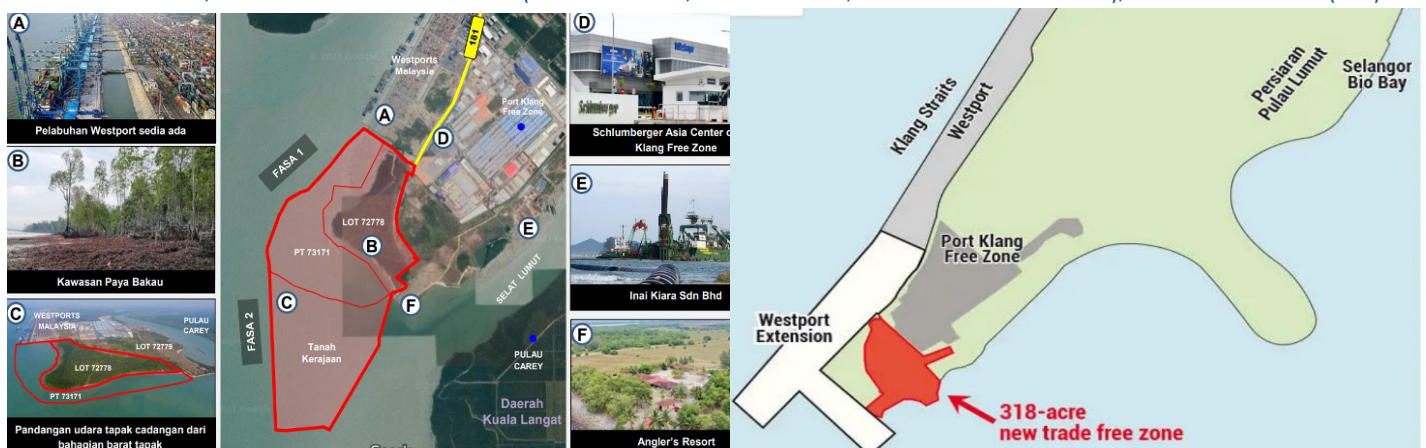 A
Pelabuhan Westport sedia ada
B
Kawasan Paya Bakau
C
WESTPORTS
MALAYSIA
PULAU
CAREY
LOT 72779
LOT 72778
PT 73171
Pandangan udara tapak cadangan dari
bahagian barat tapak
181
Westports
Malaysia
Port Klang
Free Zone
A
D
FASA 1
LOT 72778
PT 73171
B
E
SELAT LUMUT
C
F
FASA 2
Tanah
Kerajaan
PULAU
CAREY
Daerah
Kuala Langat
D
Schlumberger
Schlumberger Asia Center
Klang Free Zone
E
Inai Kiara Sdn Bhd
F
Angler's Resort
Klang Straits
Westport
Persiaran
Pulau Lumut
Selangor
Bio Bay
Port Klang
Free Zone
Westport
Extension
318-acre
new trade free zone